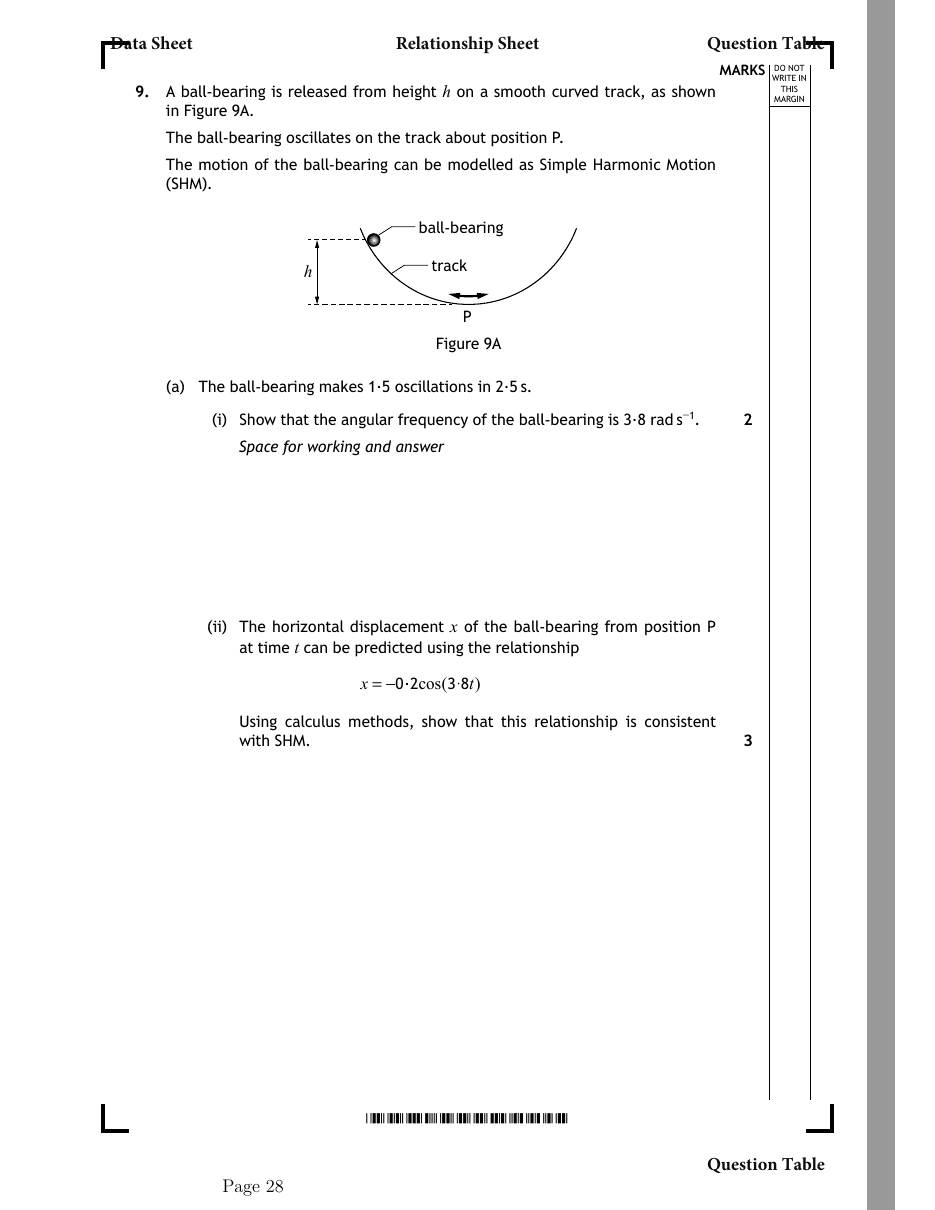 Data Sheet Relationship Sheet Question Table
MARKS
DO NOT
WRITE IN
THIS
MARGIN
9. A ball-bearing is released from height h on a smooth curved track, as shown
in Figure 9A.
The ball-bearing oscillates on the track about position P.
The motion of the ball-bearing can be modelled as Simple Harmonic Motion
(SHM).
ball-bearing
track
h
P
Figure 9A
(a) The ball-bearing makes 1·5 oscillations in 2·5 s.
(i) Show that the angular frequency of the ball-bearing is 3·8 rad s⁻¹. 2
Space for working and answer
(ii) The horizontal displacement x of the ball-bearing from position P
at time t can be predicted using the relationship
x = −0·2cos(3·8t)
Using calculus methods, show that this relationship is consistent
with SHM. 3
Question Table
Page 28